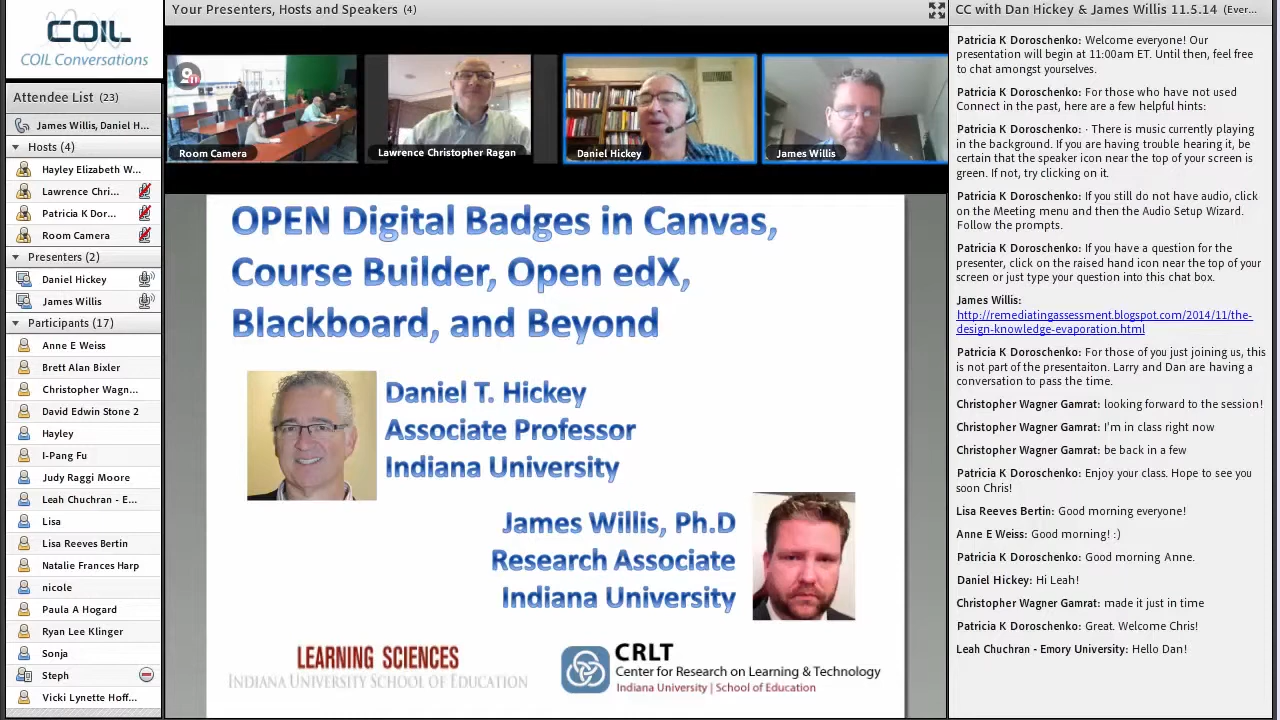 COIL
COIL Conversations
Attendee List (23)
James Willis, Daniel H...
Hosts (4)
Hayley Elizabeth W...
Lawrence Chri...
Patricia K Dor...
Room Camera
Presenters (2)
Daniel Hickey
James Willis
Participants (17)
Anne E Weiss
Brett Alan Bixler
Christopher Wagn...
David Edwin Stone 2
Hayley
I-Pang Fu
Judy Raggi Moore
Leah Chuchran - E...
Lisa
Lisa Reeves Bertin
Natalie Frances Harp
nicole
Paula A Hogard
Ryan Lee Klinger
Sonja
Steph
Vicki Lynette Hoff...
Your Presenters, Hosts and Speakers (4)
Room Camera
Lawrence Christopher Ragan
Daniel Hickey
James Willis
OPEN Digital Badges in Canvas,
Course Builder, Open edX,
Blackboard, and Beyond
Daniel T. Hickey
Associate Professor
Indiana University
James Willis, Ph.D
Research Associate
Indiana University
LEARNING SCIENCES
INDIANA UNIVERSITY SCHOOL OF EDUCATION
CRLT
Center for Research on Learning & Technology
Indiana University | School of Education
CC with Dan Hickey & James Willis 11.5.14 (Ever...
Patricia K Doroschenko: Welcome everyone! Our
presentation will begin at 11:00am ET. Until then, feel free
to chat amongst yourselves.
Patricia K Doroschenko: For those who have not used
Connect in the past, here are a few helpful hints:
Patricia K Doroschenko: · There is music currently playing
in the background. If you are having trouble hearing it, be
certain that the speaker icon near the top of your screen is
green. If not, try clicking on it.
Patricia K Doroschenko: If you still do not have audio, click
on the Meeting menu and then the Audio Setup Wizard.
Follow the prompts.
Patricia K Doroschenko: If you have a question for the
presenter, click on the raised hand icon near the top of your
screen or just type your question into this chat box.
James Willis:
http://remediatingassessment.blogspot.com/2014/11/the-
design-knowledge-evaporation.html
Patricia K Doroschenko: For those of you just joining us, this
is not part of the presentaiton. Larry and Dan are having a
conversation to pass the time.
Christopher Wagner Gamrat: looking forward to the session!
Christopher Wagner Gamrat: I'm in class right now
Christopher Wagner Gamrat: be back in a few
Patricia K Doroschenko: Enjoy your class. Hope to see you
soon Chris!
Lisa Reeves Bertin: Good morning everyone!
Anne E Weiss: Good morning! :)
Patricia K Doroschenko: Good morning Anne.
Daniel Hickey: Hi Leah!
Christopher Wagner Gamrat: made it just in time
Patricia K Doroschenko: Great. Welcome Chris!
Leah Chuchran - Emory University: Hello Dan!